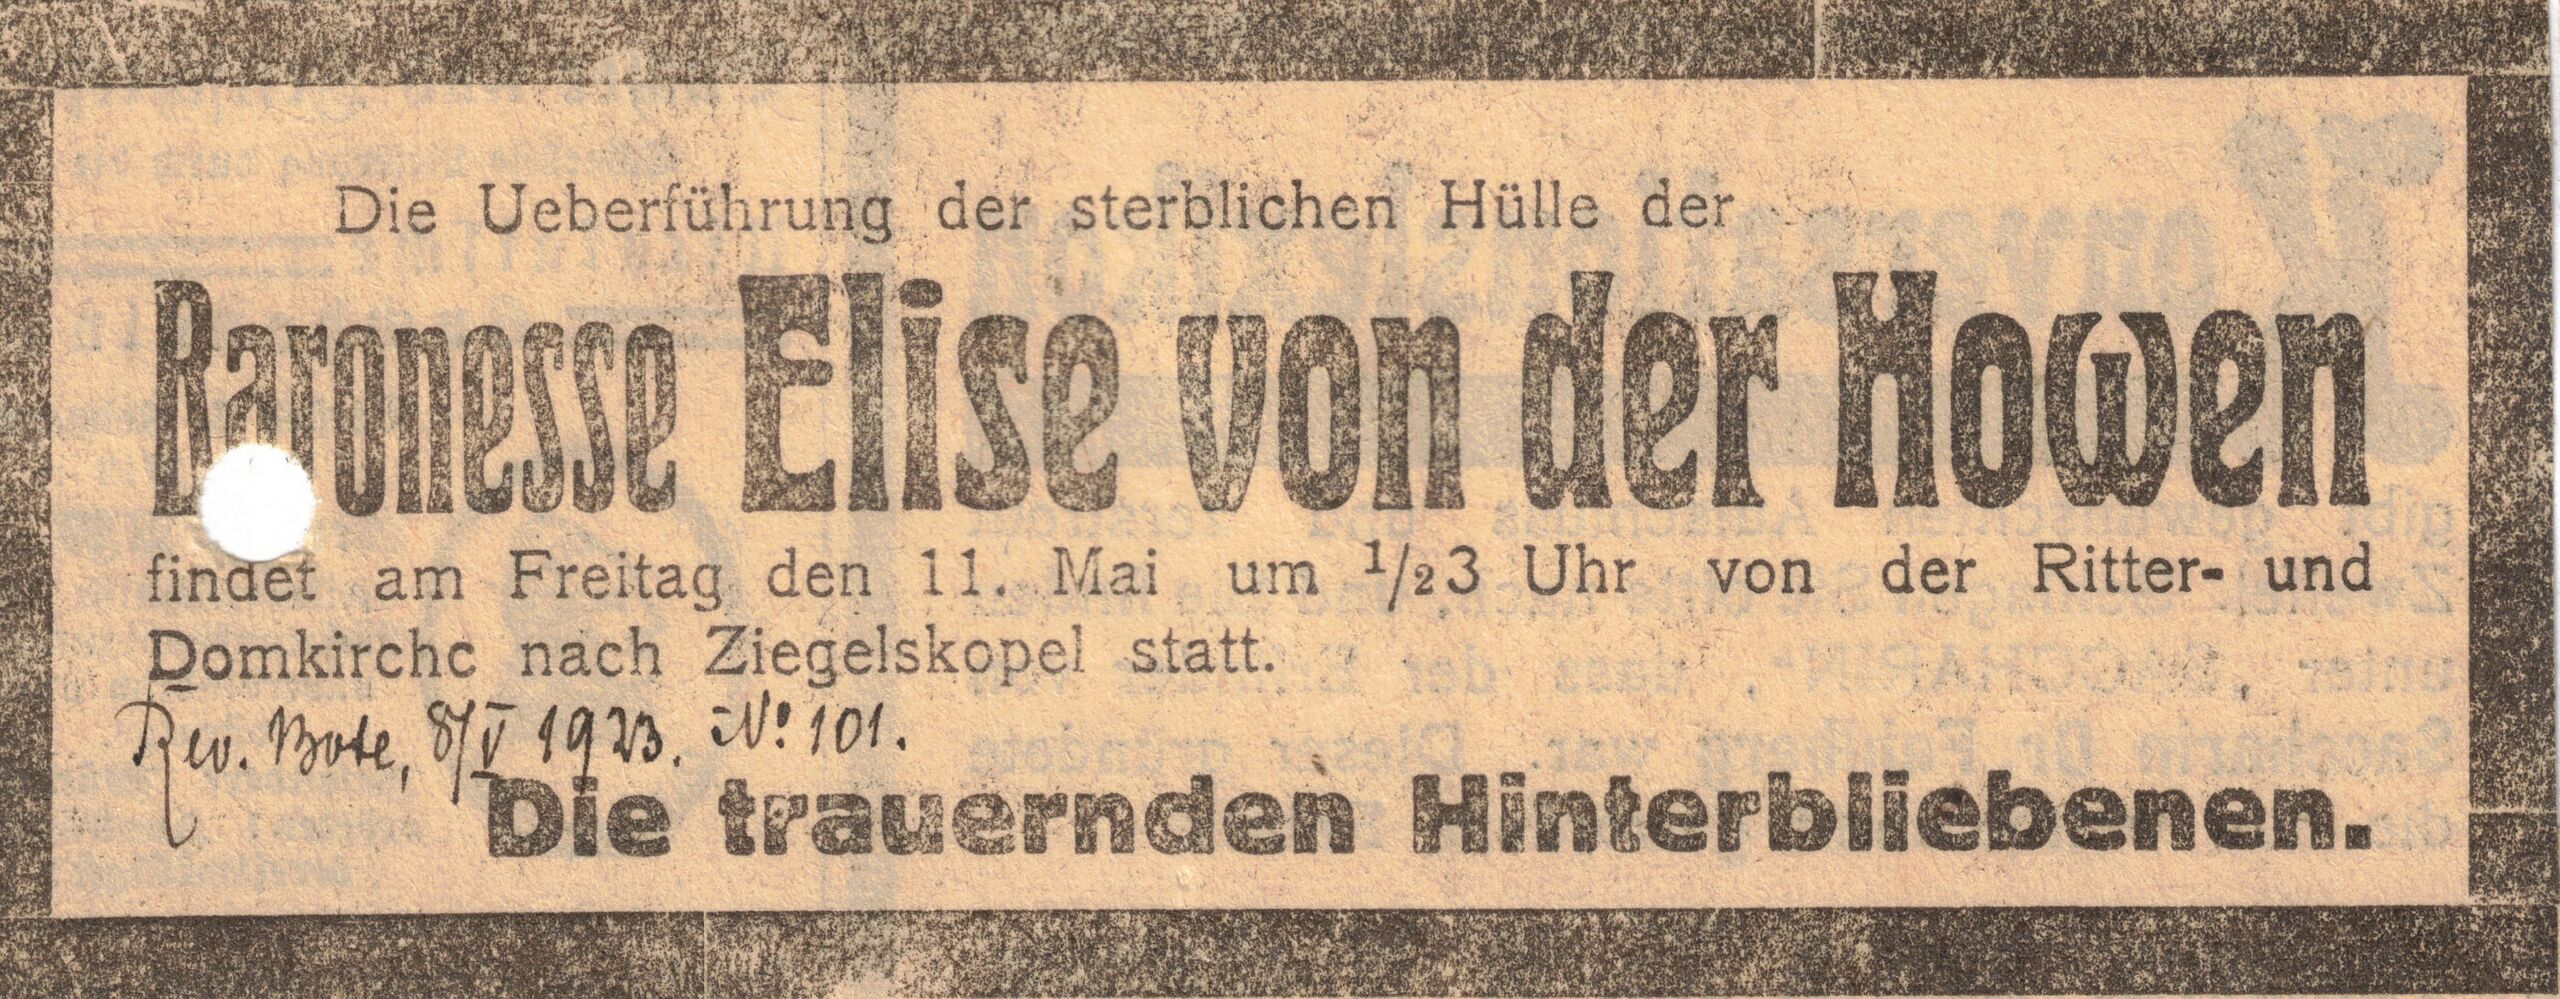 Die Ueberführung der sterblichen Hülle der
Baronesse Elise von der Howen
findet am Freitag den 11. Mai um 1/23 Uhr von der Ritter- und
Domkirche nach Ziegelskopel statt.
Rev. Bote, 8/V 1923. No 101.
Die trauernden Hinterbliebenen.